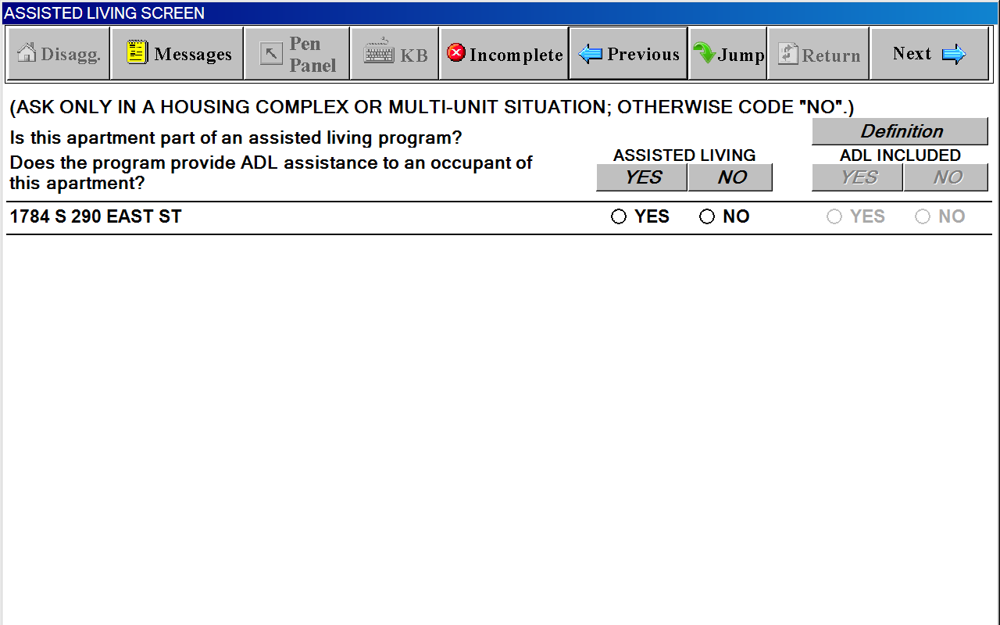 ASSISTED LIVING SCREEN
Disagg.
Messages
Pen
Panel
KB
Incomplete
Previous
Jump
Return
Next
(ASK ONLY IN A HOUSING COMPLEX OR MULTI-UNIT SITUATION; OTHERWISE CODE "NO".)
Is this apartment part of an assisted living program?
Does the program provide ADL assistance to an occupant of
this apartment?
Definition
ASSISTED LIVING
ADL INCLUDED
YES NO
YES NO
1784 S 290 EAST ST
YES NO
YES NO